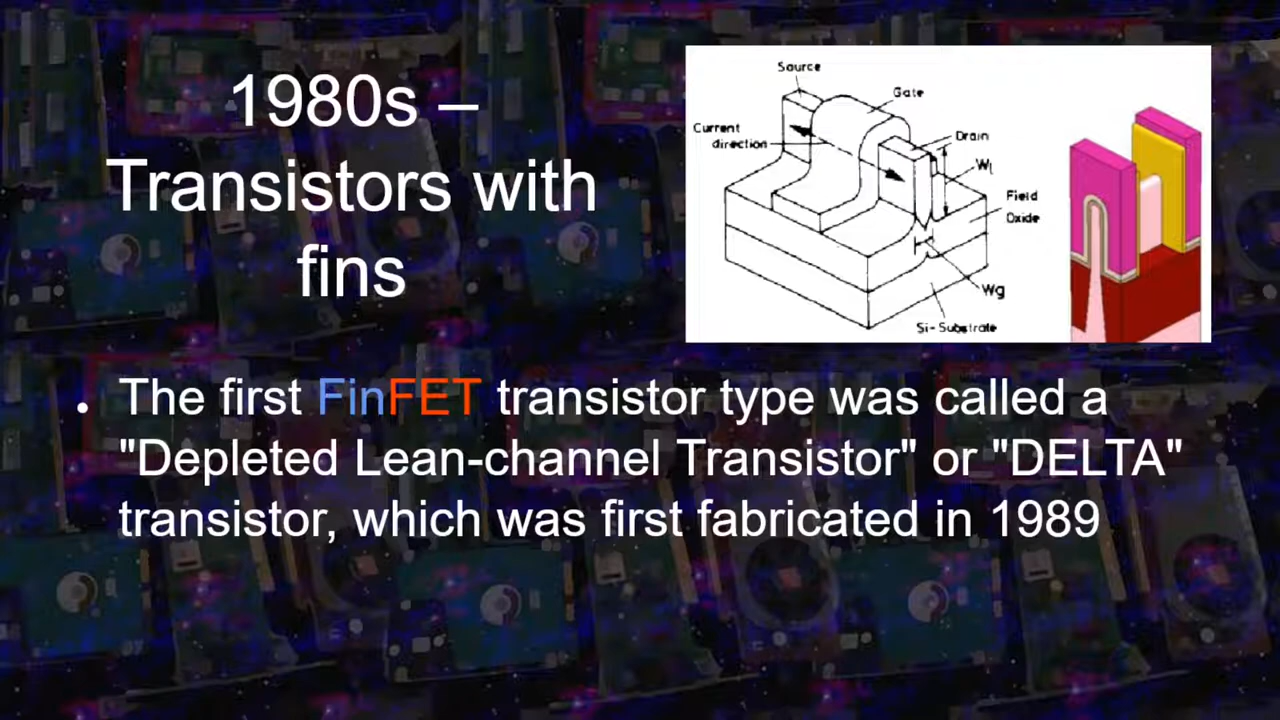 1980s –
Transistors with
fins
Source
Gate
Current
direction
Drain
Wl
Field
Oxide
Wg
Si-Substrate
• The first FinFET transistor type was called a
"Depleted Lean-channel Transistor" or "DELTA"
transistor, which was first fabricated in 1989